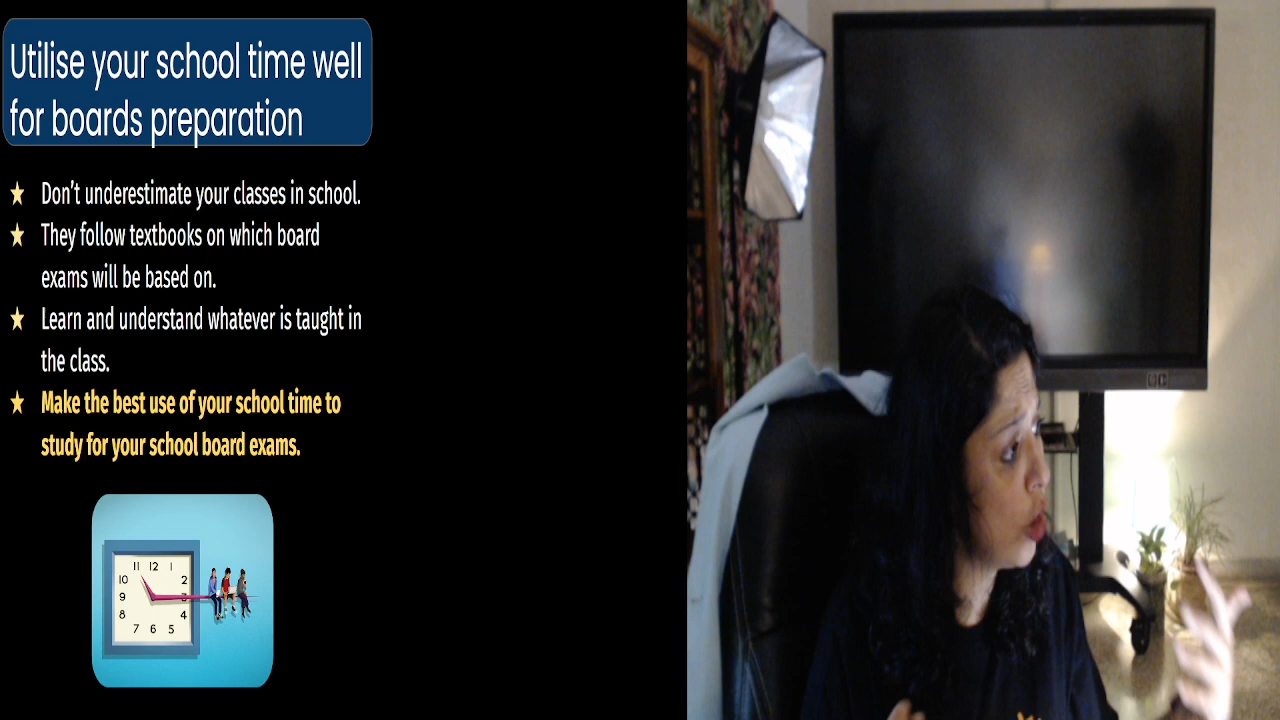 Utilise your school time well
for boards preparation
Don't underestimate your classes in school.
They follow textbooks on which board
exams will be based on.
Learn and understand whatever is taught in
the class.
Make the best use of your school time to
study for your school board exams.
11 12 1
10 2
9
8 4
7 6 5